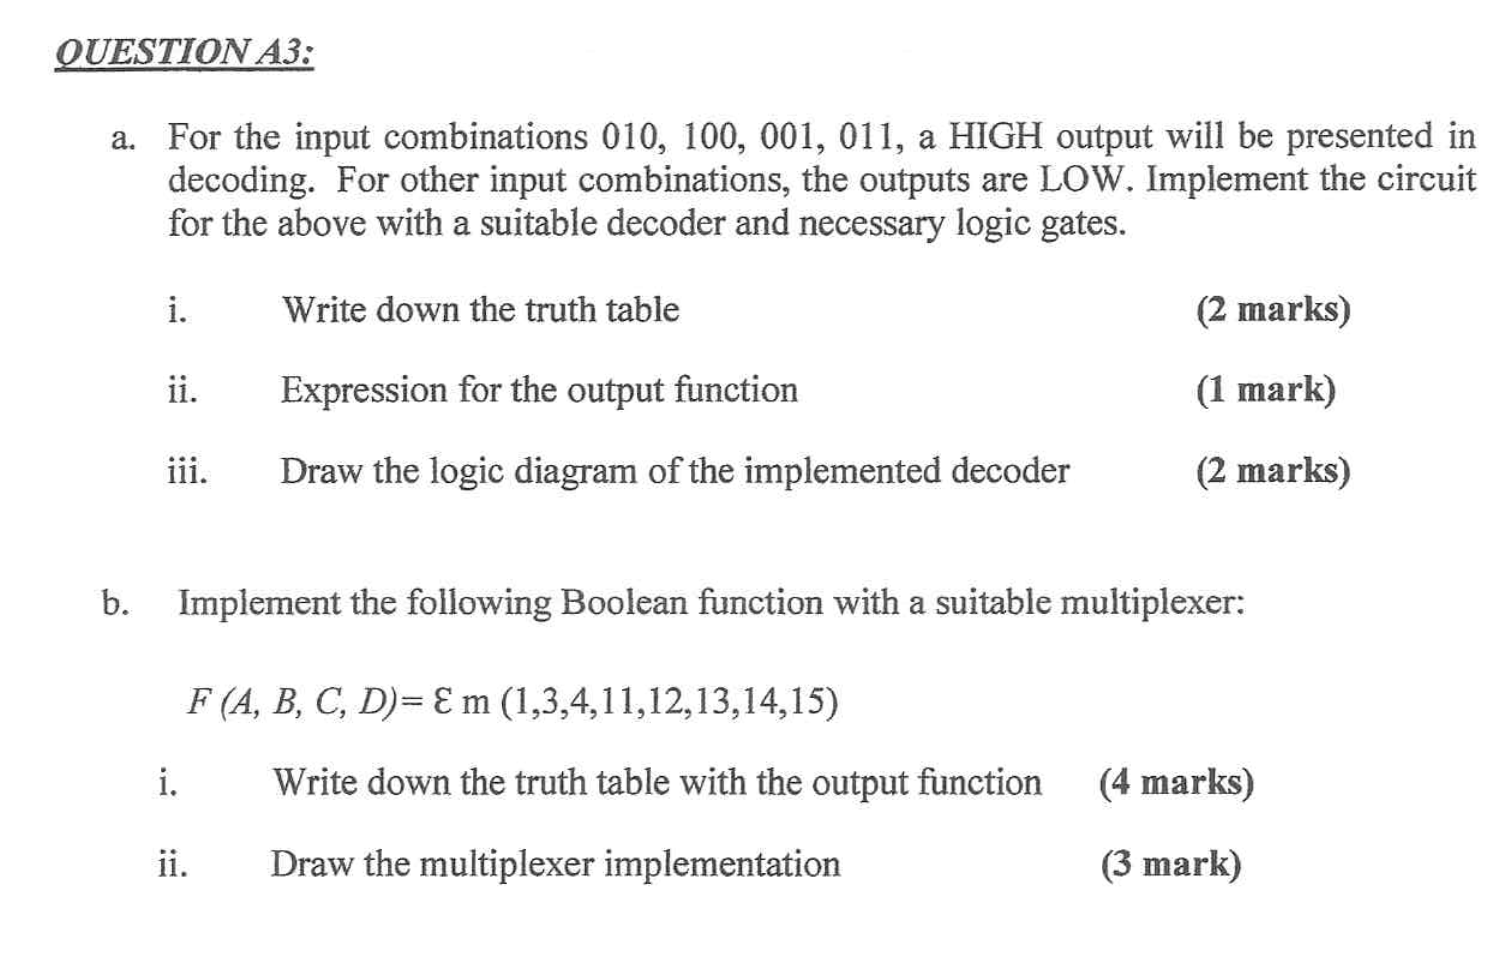 QUESTION A3:
a. For the input combinations 010, 100, 001, 011, a HIGH output will be presented in
decoding. For other input combinations, the outputs are LOW. Implement the circuit
for the above with a suitable decoder and necessary logic gates.
i. Write down the truth table (2 marks)
ii. Expression for the output function (1 mark)
iii. Draw the logic diagram of the implemented decoder (2 marks)
b. Implement the following Boolean function with a suitable multiplexer:
F (A, B, C, D)= Ɛ m (1,3,4,11,12,13,14,15)
i. Write down the truth table with the output function (4 marks)
ii. Draw the multiplexer implementation (3 mark)